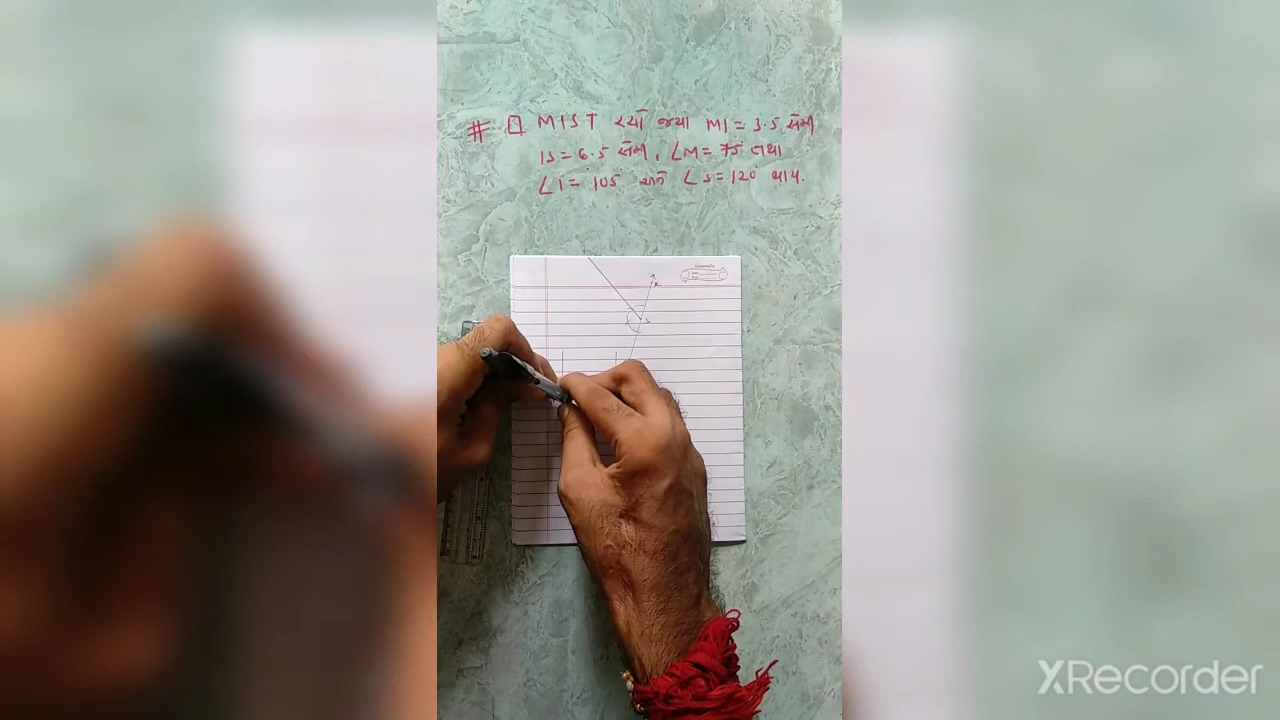 # □ MIST રચો જ્યાં MI = 3.5 સેમી
IS = 6.5 સેમી, ∠M = 75° તથા
∠I = 105° અને ∠S = 120° થાય.
XRecorder